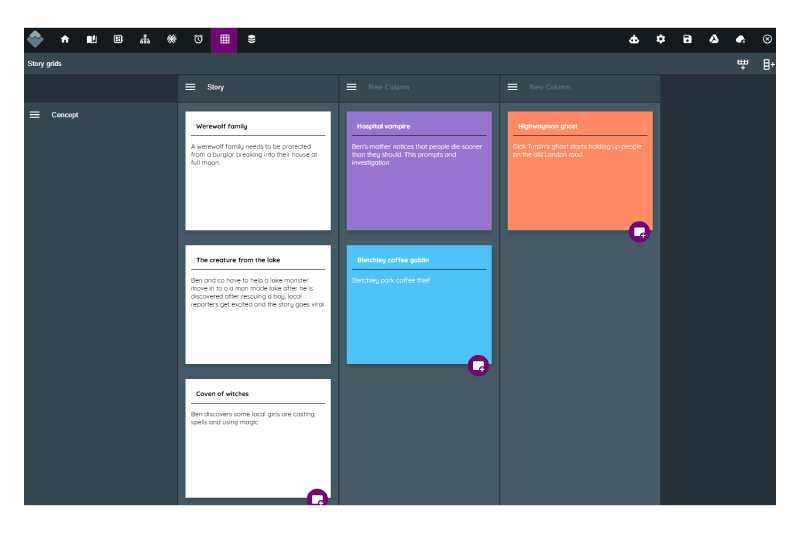 Story grids
Story
New Column
New Column
Concept
Werewolf family
A werewolf family needs to be protected
from a burglar breaking into their house at
full moon.
Hospital vampire
Ben's mother notices that people die sooner
than they should. This prompts and
investigation
Highwayman ghost
Dick Turpin's ghost starts holding up people
on the old London road.
The creature from the lake
Ben and co have to help a lake monster
move in to a a man made lake after he is
discovered after rescuing a boy, local
reporters get excited and the story goes viral
Bletchley coffee goblin
Bletchley park coffee thief
Coven of witches
Ben discovers some local girls are casting
spells and using magic